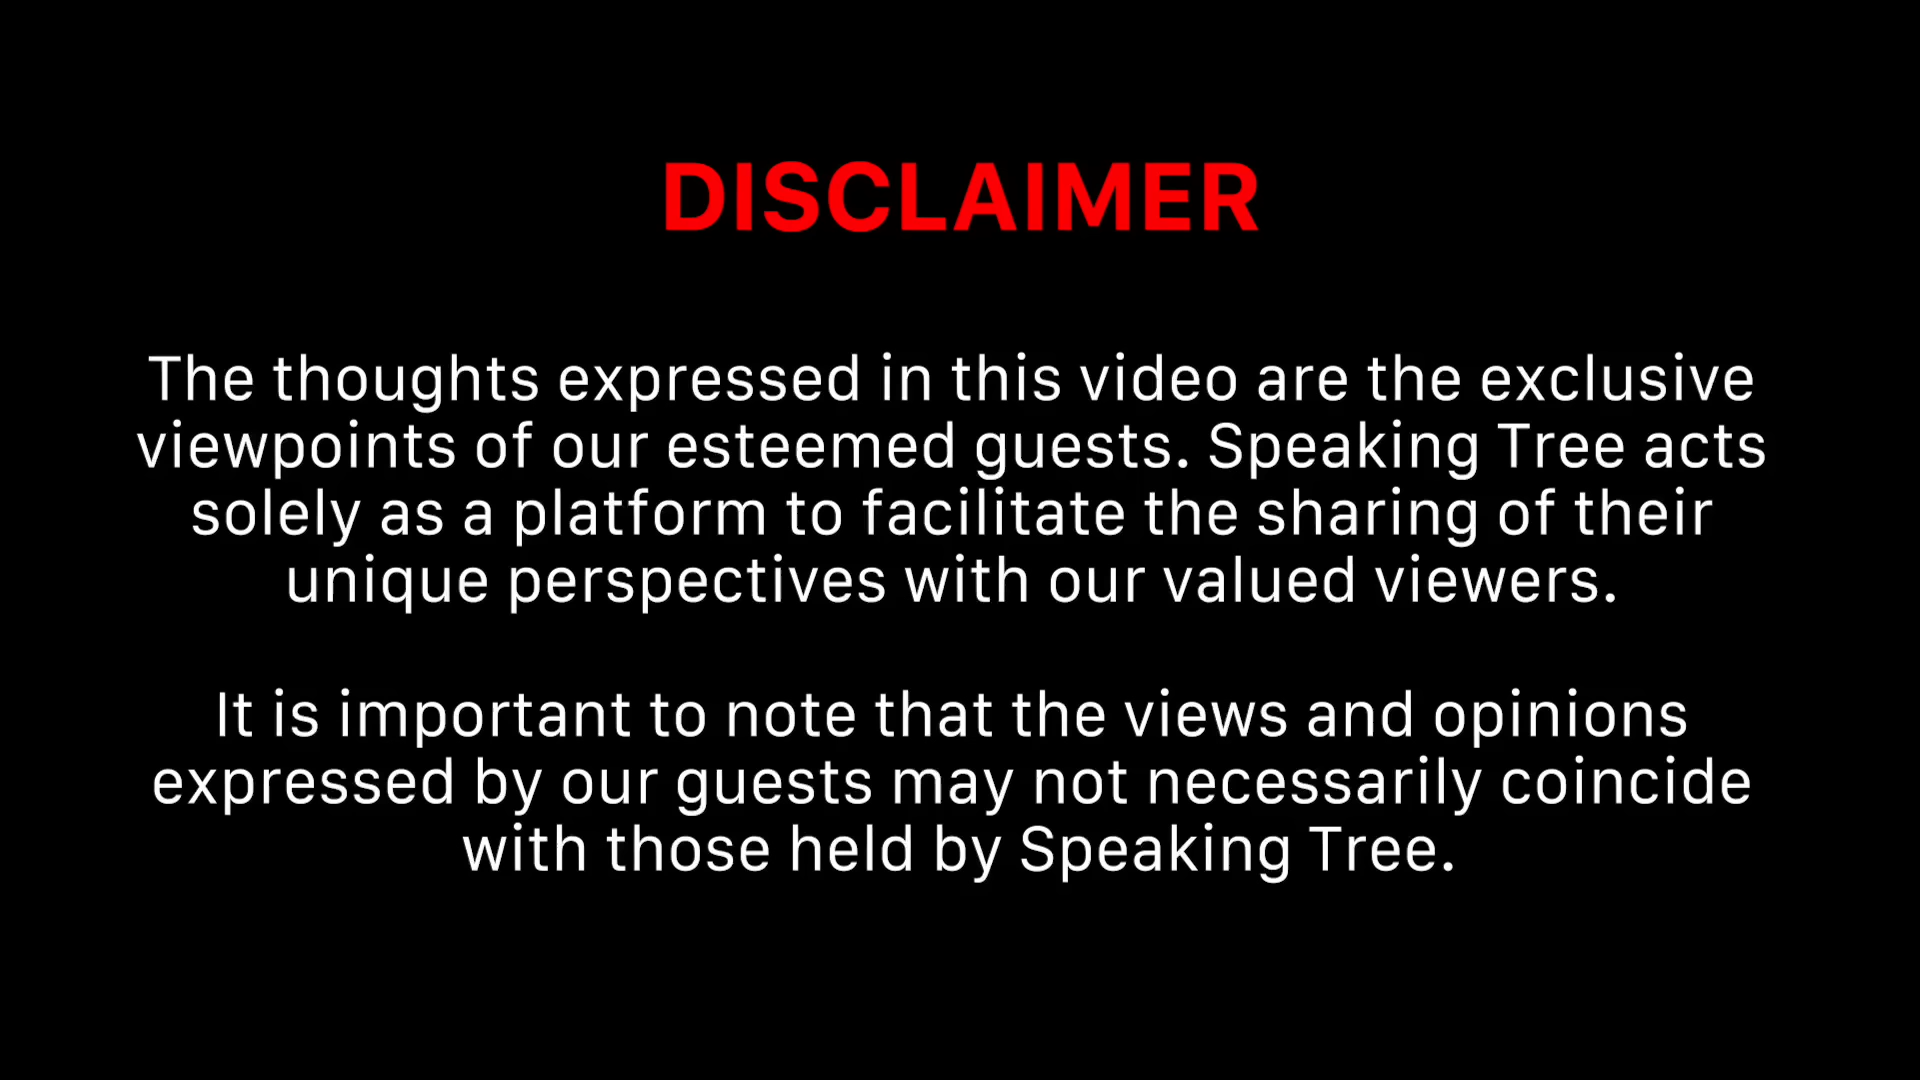 DISCLAIMER
The thoughts expressed in this video are the exclusive
viewpoints of our esteemed guests. Speaking Tree acts
solely as a platform to facilitate the sharing of their
unique perspectives with our valued viewers.
It is important to note that the views and opinions
expressed by our guests may not necessarily coincide
with those held by Speaking Tree.